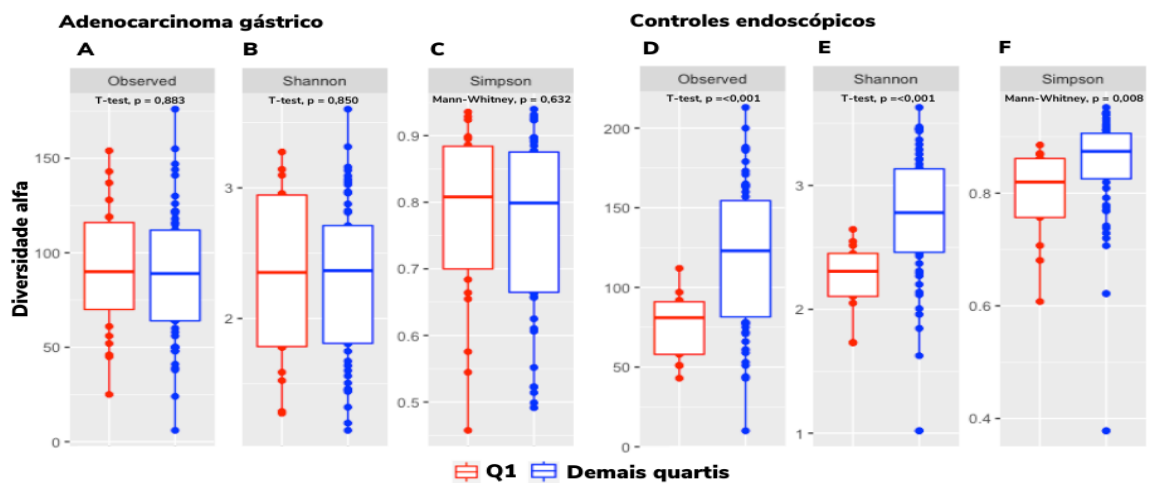 Adenocarcinoma gástrico
Controles endoscópicos
A
B
C
D
E
F
Observed
Shannon
Simpson
Observed
Shannon
Simpson
T-test, p = 0,883
T-test, p = 0,850
Mann-Whitney, p = 0,632
T-test, p =<0,001
T-test, p =<0,001
Mann-Whitney, p = 0,008
Diversidade alfa
150
100
50
0
3
2
0.9
0.8
0.7
0.6
0.5
200
150
100
50
0
3
2
1
0.8
0.6
0.4
Q1
Demais quartis